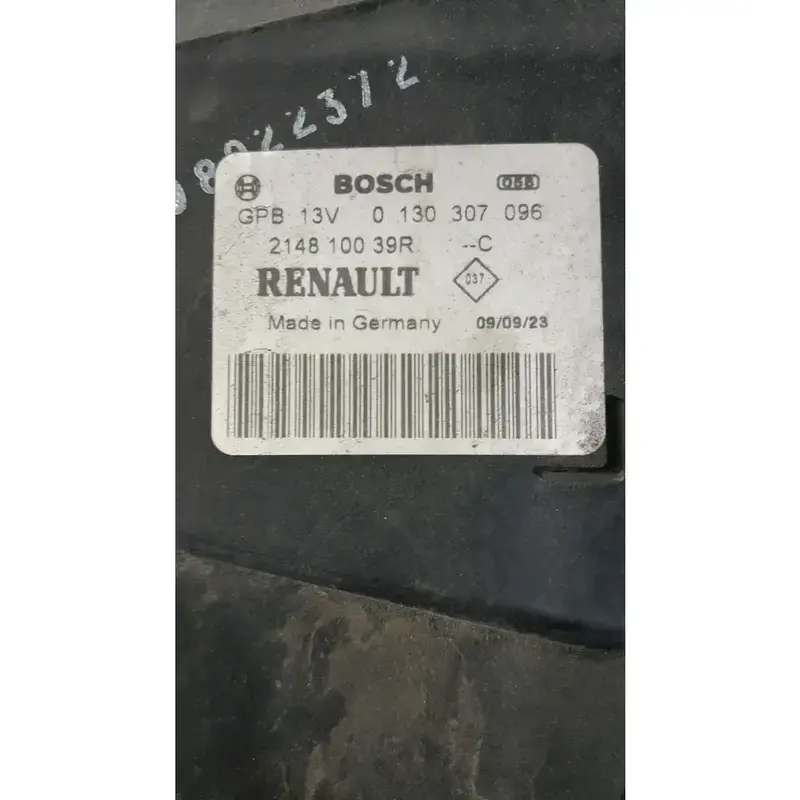 BOSCH
GPB 13V 0 130 307 096
2148 100 39R --C
RENAULT 037
Made in Germany 09/09/23